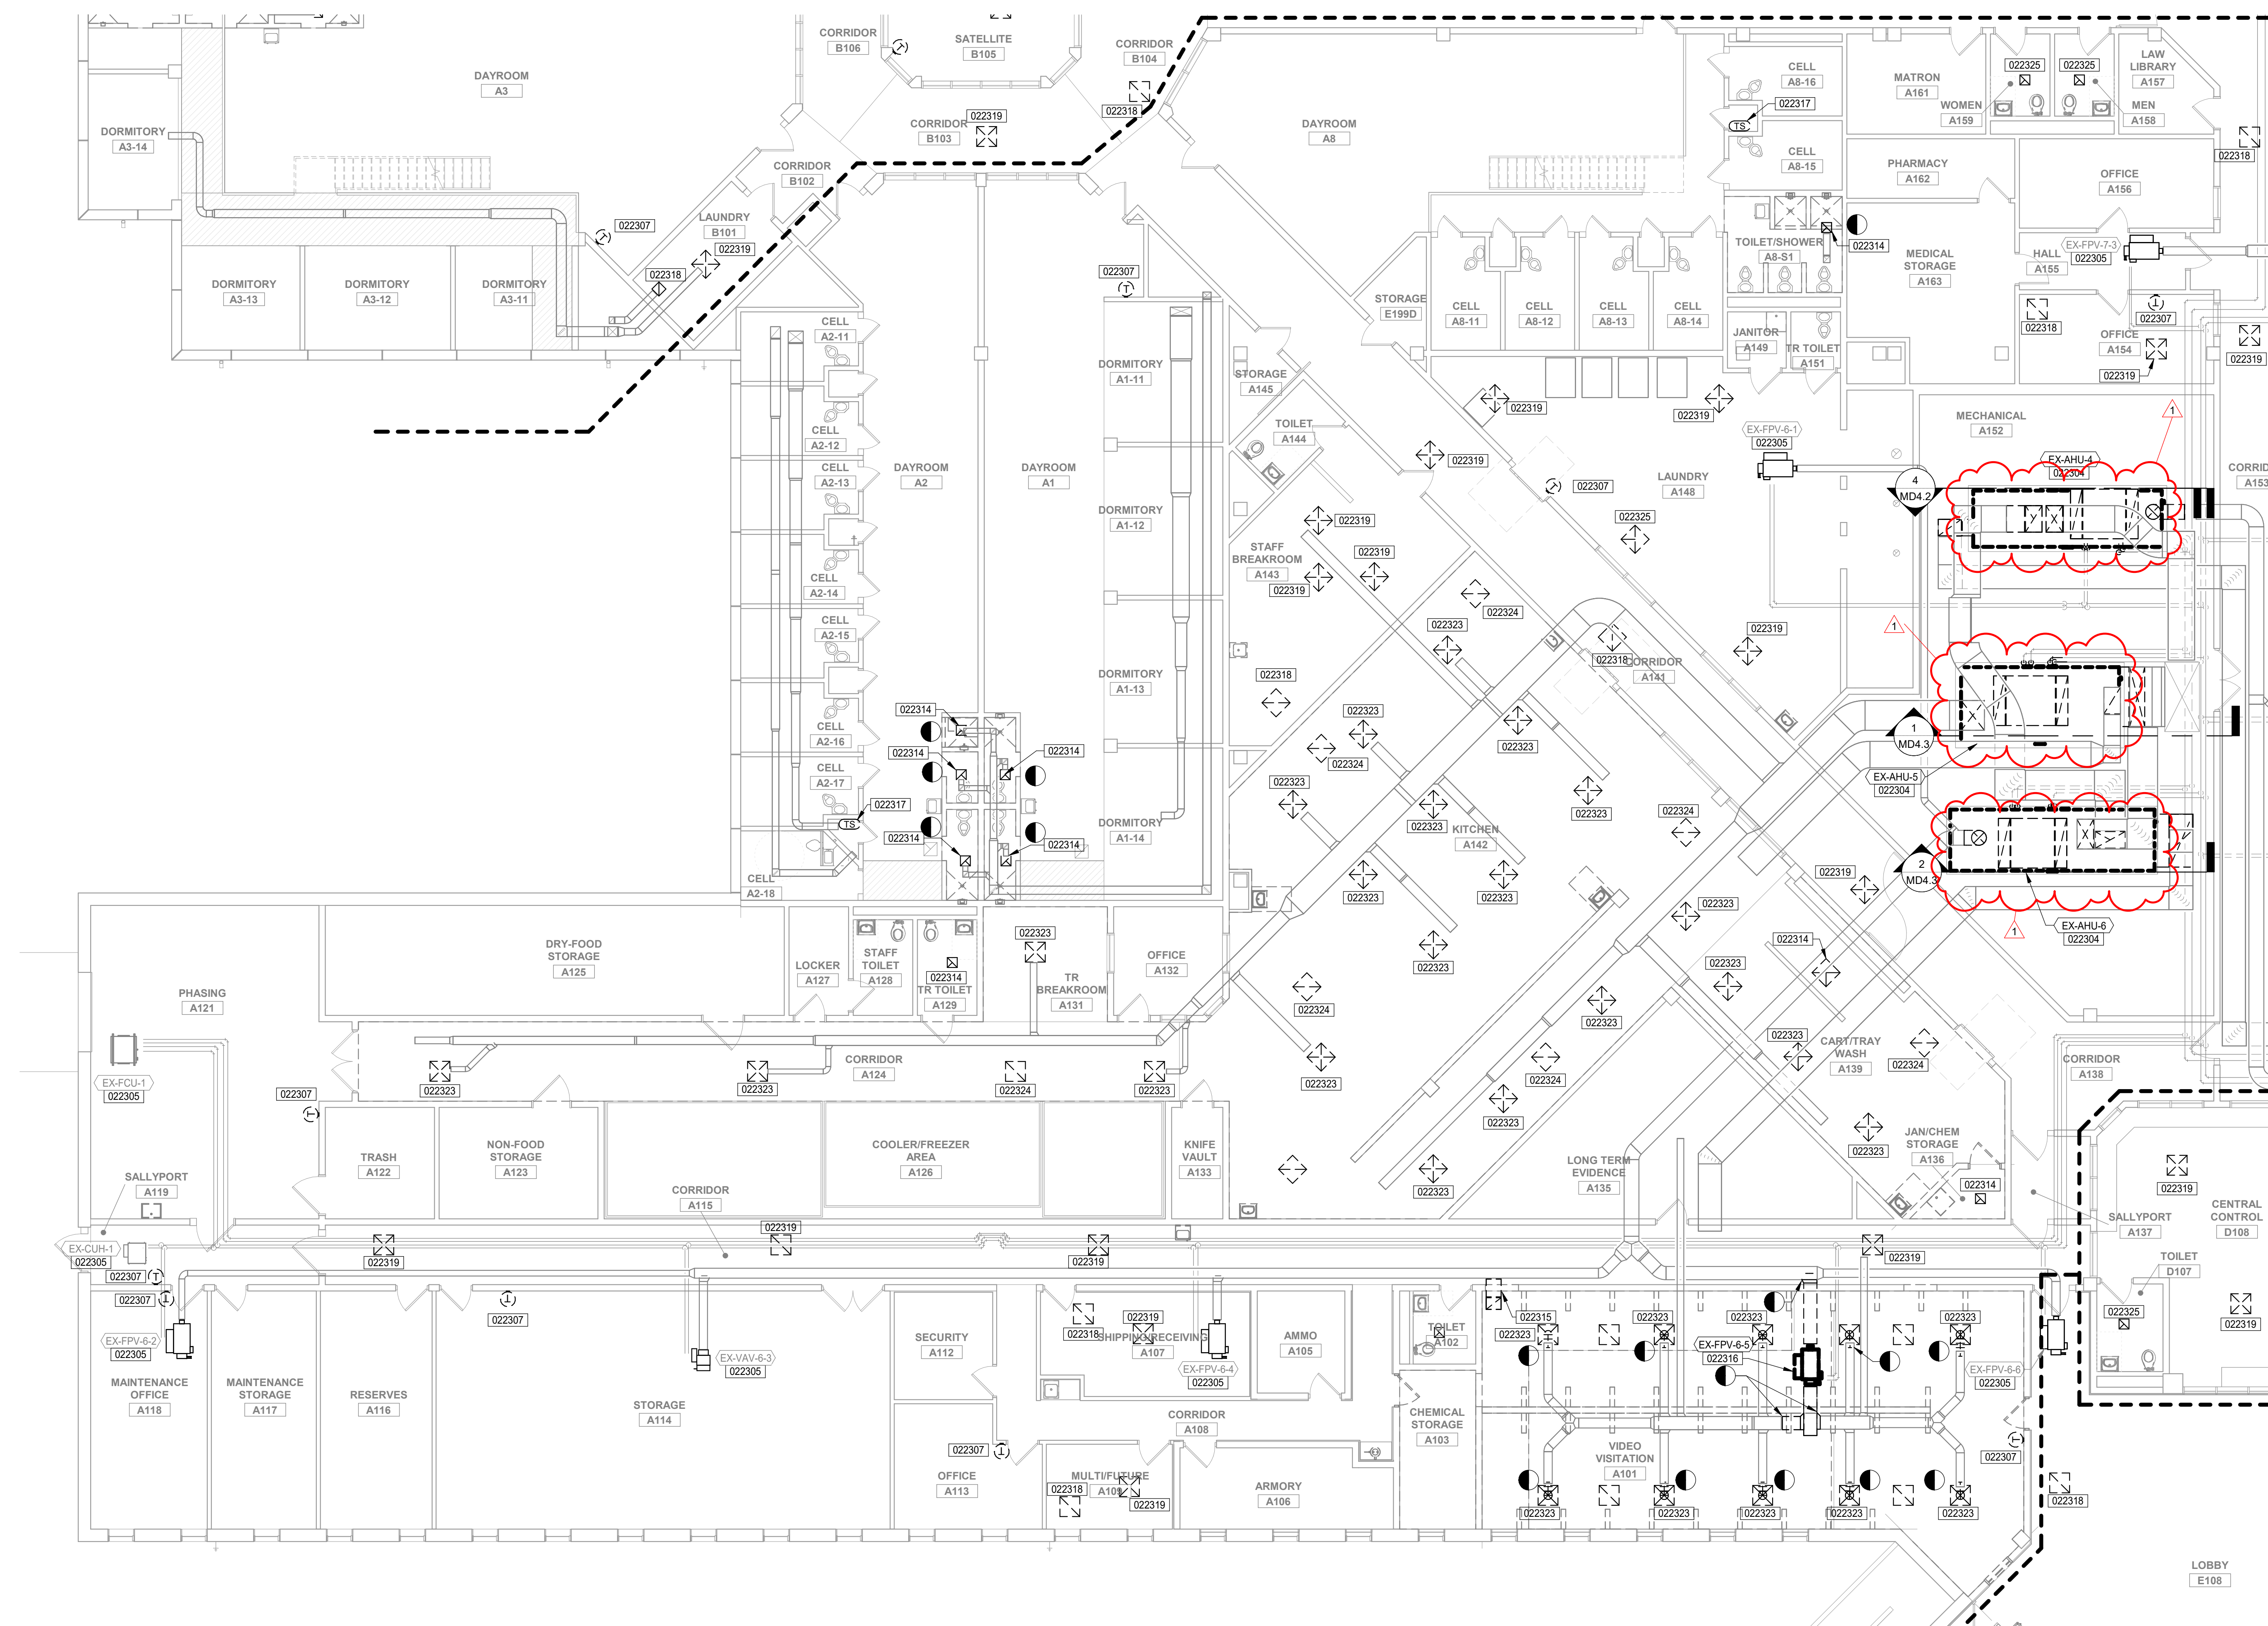 CORRIDOR
B106
SATELLITE
B105
CORRIDOR
B104
022318
CORRIDOR
B103
022319
DAYROOM
A3
DORMITORY
A3-14
CORRIDOR
B102
LAUNDRY
B101
022319
022318
022307
DORMITORY
A3-13
DORMITORY
A3-12
DORMITORY
A3-11
DAYROOM
A8
CELL
A8-16
022317
TS
CELL
A8-15
MATRON
A161
WOMEN
A159
022325
022325
MEN
A158
LAW
LIBRARY
A157
022318
PHARMACY
A162
OFFICE
A156
TOILET/SHOWER
A8-S1
022314
MEDICAL
STORAGE
A163
HALL
A155
EX-FPV-7-3
022305
022318
022307
OFFICE
A154
022319
022319
STORAGE
E199D
CELL
A8-11
CELL
A8-12
CELL
A8-13
CELL
A8-14
JANITOR
A149
TR TOILET
A151
022307
T
CELL
A2-11
CELL
A2-12
CELL
A2-13
CELL
A2-14
CELL
A2-15
CELL
A2-16
CELL
A2-17
CELL
A2-18
022317
TS
DAYROOM
A2
DAYROOM
A1
DORMITORY
A1-11
DORMITORY
A1-12
DORMITORY
A1-13
DORMITORY
A1-14
022314
022314
022314
022314
022314
STORAGE
A145
TOILET
A144
STAFF
BREAKROOM
A143
022319
022319
022319
022318
022319
022319
022319
LAUNDRY
A148
022307
022325
EX-FPV-6-1
022305
022319
MECHANICAL
A152
1
EX-AHU-4
022304
4
MD4.2
CORRID
A153
1
1
MD4.3
EX-AHU-5
022304
2
MD4.3
EX-AHU-6
022304
1
022324
022323
022318
CORRIDOR
A141
022323
022324
022323
022323
022323
022323
022323
KITCHEN
A142
022324
022323
022323
022323
022323
022319
022314
022323
022324
022323
022323
022324
022323
022323
022323
022323
CART/TRAY
WASH
A139
022324
022323
CORRIDOR
A138
JAN/CHEM
STORAGE
A136
022314
LONG TERM
EVIDENCE
A135
SALLYPORT
A137
022319
CENTRAL
CONTROL
D108
TOILET
D107
022325
022319
DRY-FOOD
STORAGE
A125
LOCKER
A127
STAFF
TOILET
A128
022314
TR TOILET
A129
022323
TR
BREAKROOM
A131
OFFICE
A132
PHASING
A121
EX-FCU-1
022305
022307
022323
022323
CORRIDOR
A124
022324
022323
TRASH
A122
NON-FOOD
STORAGE
A123
COOLER/FREEZER
AREA
A126
KNIFE
VAULT
A133
SALLYPORT
A119
CORRIDOR
A115
EX-CUH-1
022305
022307
022307
022319
022319
022319
022319
EX-FPV-6-2
022305
022307
MAINTENANCE
OFFICE
A118
MAINTENANCE
STORAGE
A117
RESERVES
A116
STORAGE
A114
EX-VAV-6-3
022305
SECURITY
A112
OFFICE
A113
022307
022318
022319
SHIPPING/RECEIVING
A107
EX-FPV-6-4
022305
AMMO
A105
CORRIDOR
A108
MULTI/FUTURE
A109
022318
022319
ARMORY
A106
TOILET
A102
CHEMICAL
STORAGE
A103
022315
022323
022323
022323
022323
EX-FPV-6-5
022316
EX-FPV-6-6
022305
022307
VIDEO
VISITATION
A101
022323
022323
022323
022323
022323
022318
LOBBY
E108